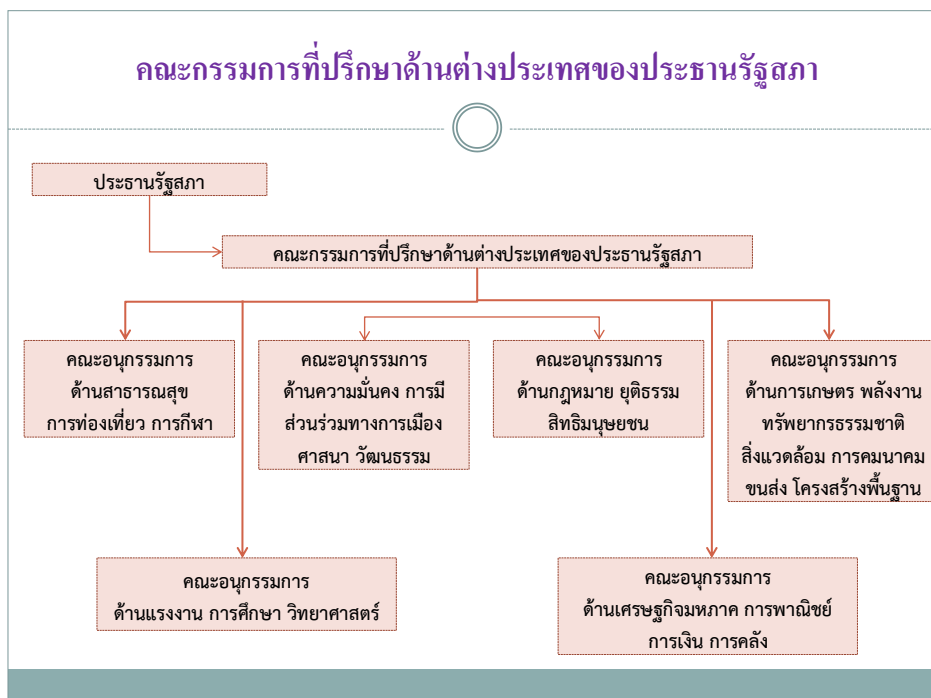 คณะกรรมการที่ปรึกษาด้านต่างประเทศของประธานรัฐสภา
ประธานรัฐสภา
คณะกรรมการที่ปรึกษาด้านต่างประเทศของประธานรัฐสภา
คณะอนุกรรมการ
ด้านสาธารณสุข
การท่องเที่ยว การกีฬา
คณะอนุกรรมการ
ด้านความมั่นคง การมี
ส่วนร่วมทางการเมือง
ศาสนา วัฒนธรรม
คณะอนุกรรมการ
ด้านกฎหมาย ยุติธรรม
สิทธิมนุษยชน
คณะอนุกรรมการ
ด้านการเกษตร พลังงาน
ทรัพยากรธรรมชาติ
สิ่งแวดล้อม การคมนาคม
ขนส่ง โครงสร้างพื้นฐาน
คณะอนุกรรมการ
ด้านแรงงาน การศึกษา วิทยาศาสตร์
คณะอนุกรรมการ
ด้านเศรษฐกิจมหภาค การพาณิชย์
การเงิน การคลัง